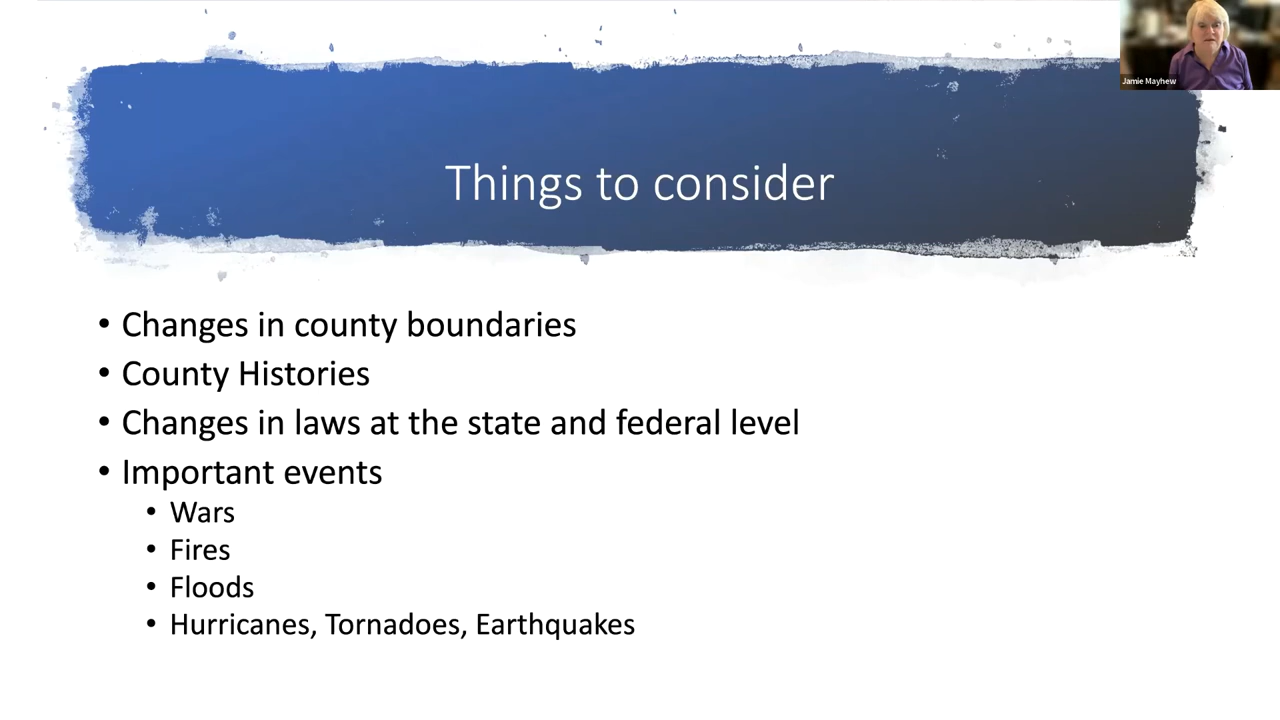 Jamie Mayhew
Things to consider
• Changes in county boundaries
• County Histories
• Changes in laws at the state and federal level
• Important events
• Wars
• Fires
• Floods
• Hurricanes, Tornadoes, Earthquakes